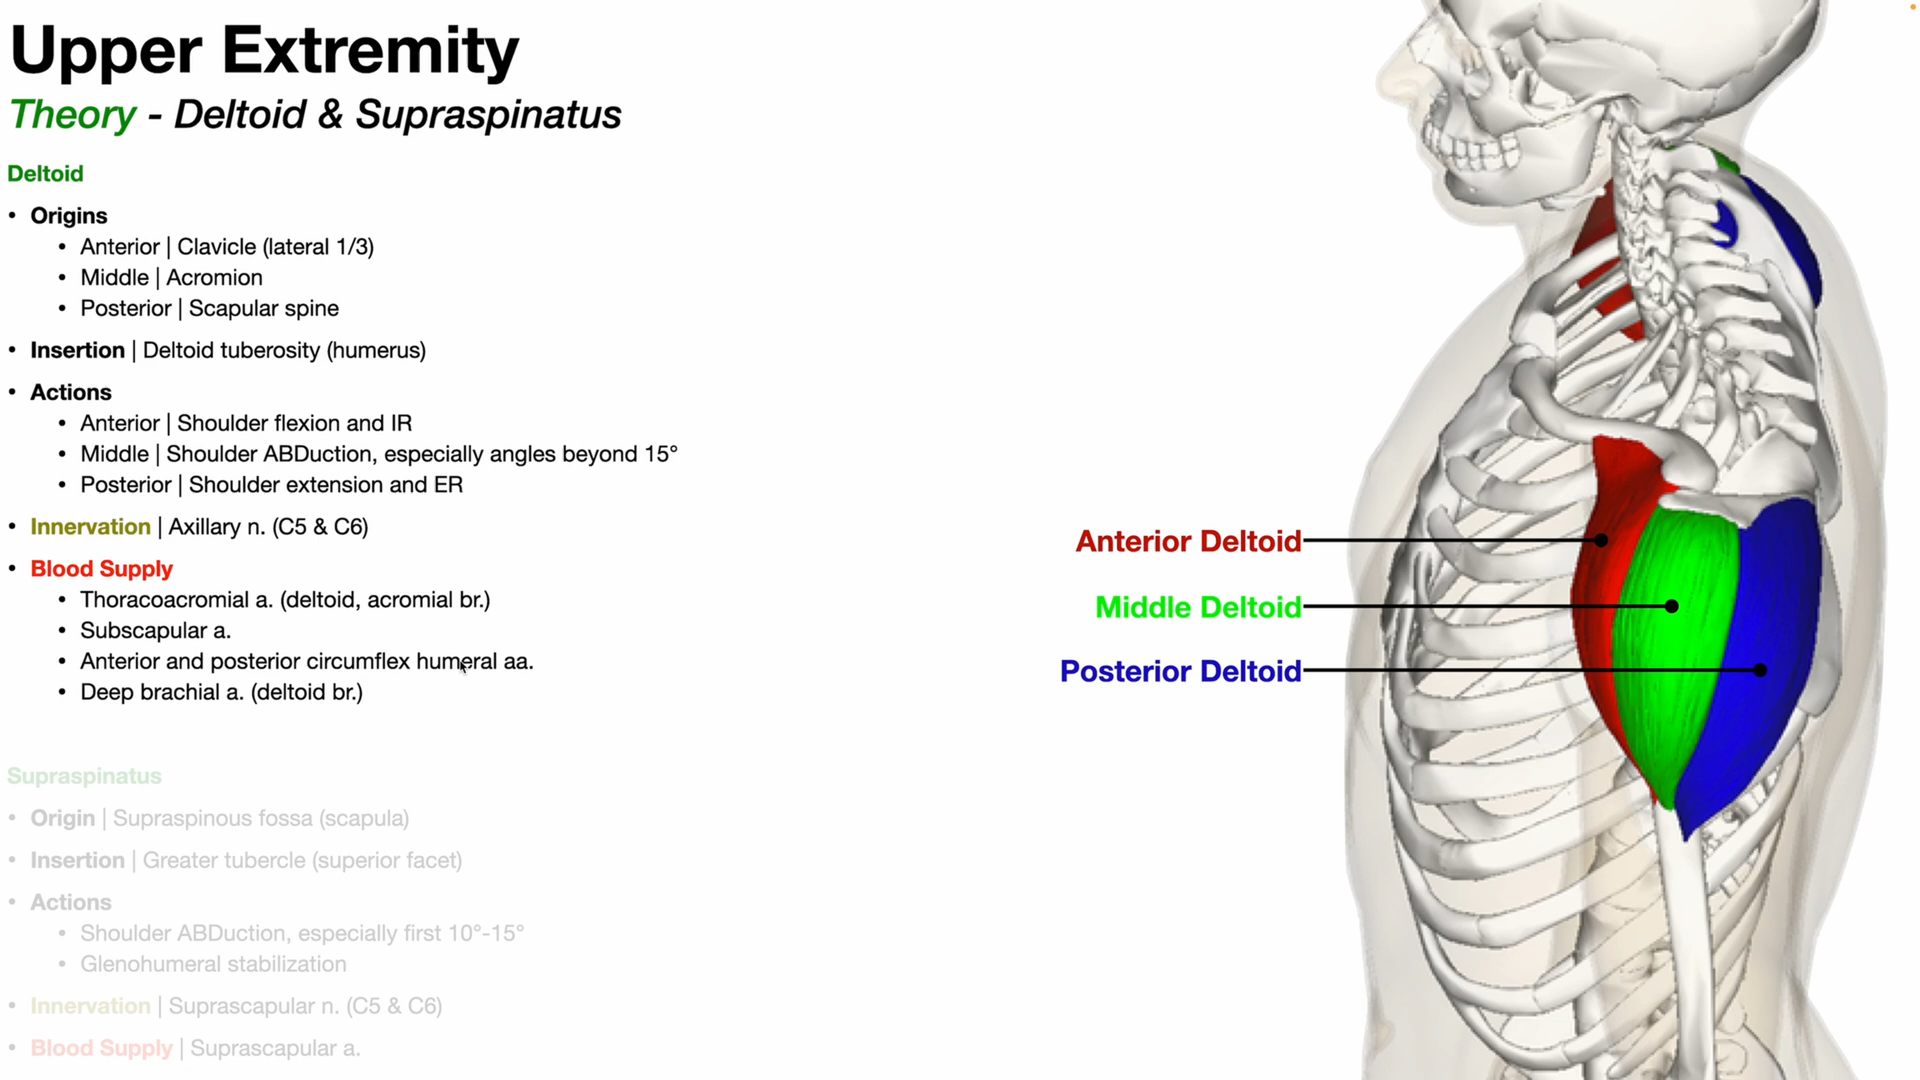 Upper Extremity
Theory - Deltoid & Supraspinatus
Deltoid
• Origins
• Anterior | Clavicle (lateral 1/3)
• Middle | Acromion
• Posterior | Scapular spine
• Insertion | Deltoid tuberosity (humerus)
• Actions
• Anterior | Shoulder flexion and IR
• Middle | Shoulder ABDuction, especially angles beyond 15°
• Posterior | Shoulder extension and ER
• Innervation | Axillary n. (C5 & C6)
• Blood Supply
• Thoracoacromial a. (deltoid, acromial br.)
• Subscapular a.
• Anterior and posterior circumflex humeral aa.
• Deep brachial a. (deltoid br.)
Supraspinatus
• Origin | Supraspinous fossa (scapula)
• Insertion | Greater tubercle (superior facet)
• Actions
• Shoulder ABDuction, especially first 10°-15°
• Glenohumeral stabilization
• Innervation | Suprascapular n. (C5 & C6)
• Blood Supply | Suprascapular a.
Anterior Deltoid
Middle Deltoid
Posterior Deltoid